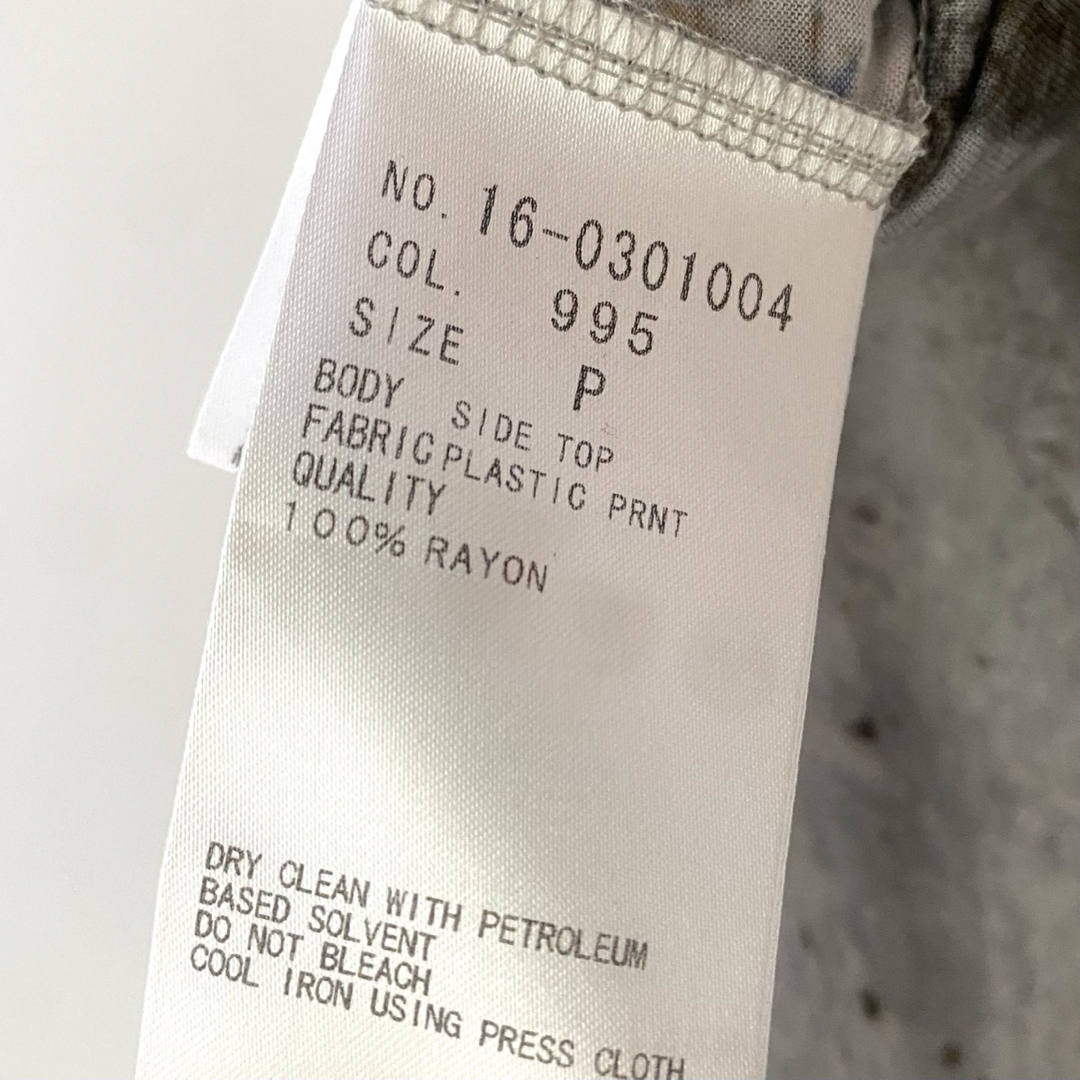 NO. 16-0301004
COL. 995
SIZE P
BODY SIDE TOP
FABRIC PLASTIC PRNT
QUALITY
100% RAYON
DRY CLEAN WITH PETROLEUM
BASED SOLVENT
DO NOT BLEACH
COOL IRON USING PRESS CLOTH